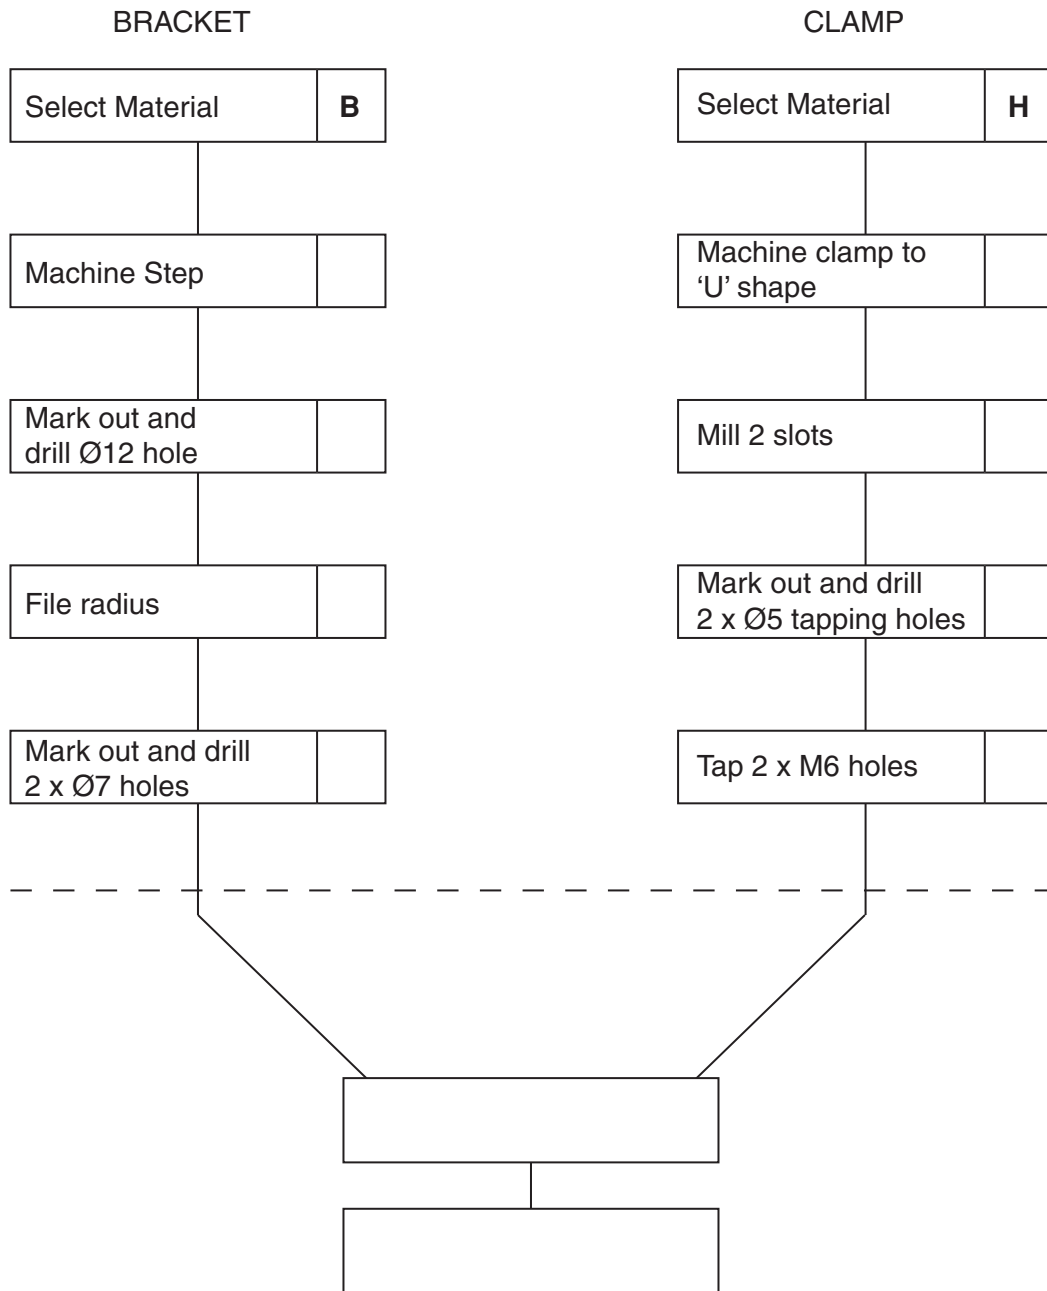 BRACKET
CLAMP
Select Material
B
Select Material
H
Machine Step
Machine clamp to
‘U’ shape
Mark out and
drill Ø12 hole
Mill 2 slots
File radius
Mark out and drill
2 x Ø5 tapping holes
Mark out and drill
2 x Ø7 holes
Tap 2 x M6 holes